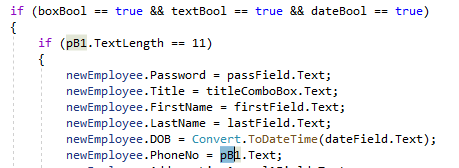 if (boxBool == true && textBool == true && dateBool == true)
{
if (pB1.TextLength == 11)
{
newEmployee.Password = passField.Text;
newEmployee.Title = titleComboBox.Text;
newEmployee.FirstName = firstField.Text;
newEmployee.LastName = lastField.Text;
newEmployee.DOB = Convert.ToDateTime(dateField.Text);
newEmployee.PhoneNo = pB1.Text;